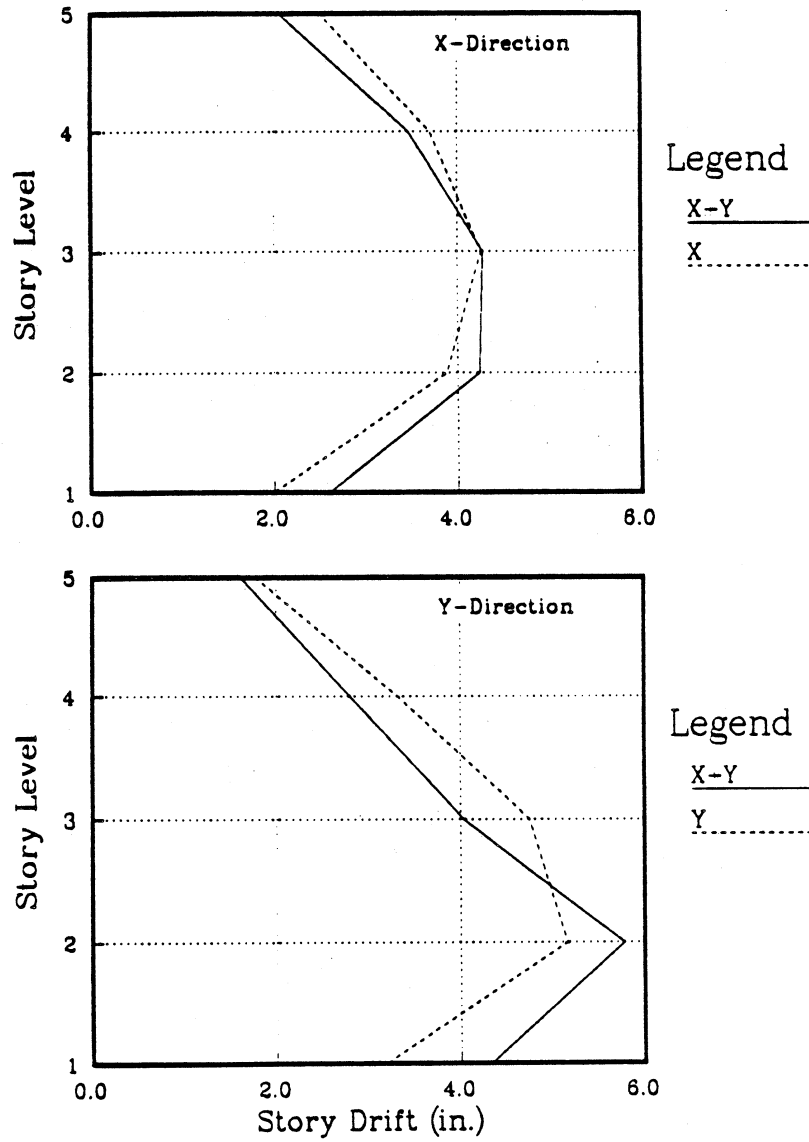 5
X-Direction
4
Story Level
3
2
1
0.0 2.0 4.0 6.0
Legend
X-Y
X
5
Y-Direction
4
Story Level
3
2
1
0.0 2.0 4.0 6.0
Story Drift (in.)
Legend
X-Y
Y